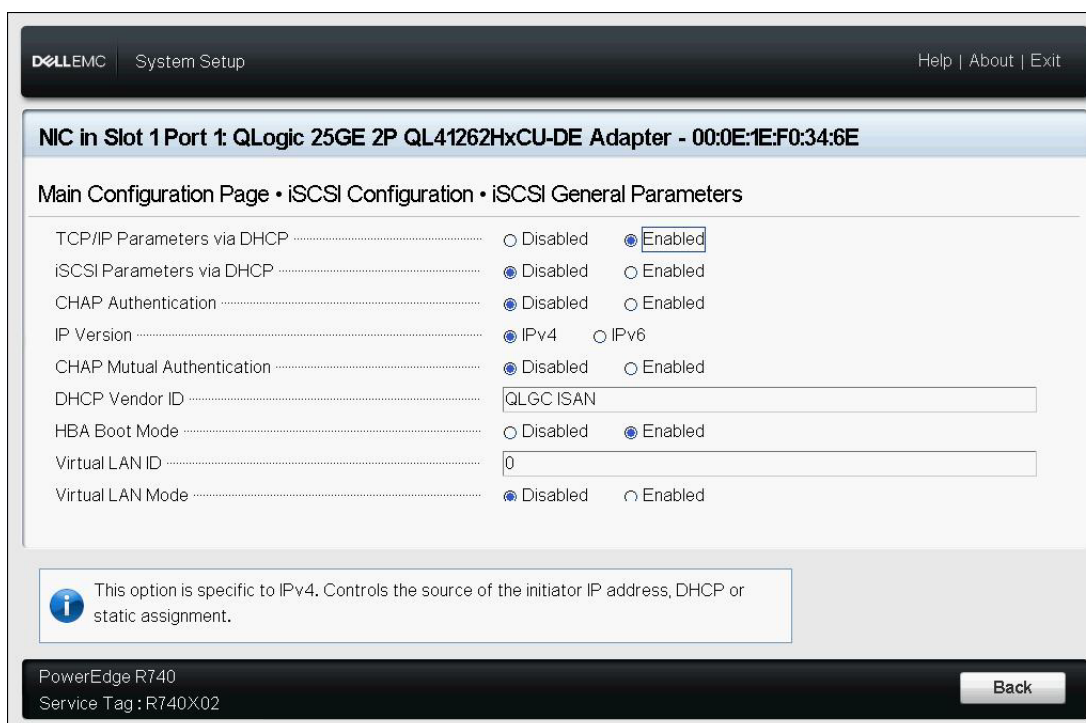 DELLEMC System Setup Help | About | Exit
NIC in Slot 1 Port 1: QLogic 25GE 2P QL41262HxCU-DE Adapter - 00:0E:1E:F0:34:6E
Main Configuration Page • iSCSI Configuration • iSCSI General Parameters
TCP/IP Parameters via DHCP Disabled Enabled
iSCSI Parameters via DHCP Disabled Enabled
CHAP Authentication Disabled Enabled
IP Version IPv4 IPv6
CHAP Mutual Authentication Disabled Enabled
DHCP Vendor ID QLGC ISAN
HBA Boot Mode Disabled Enabled
Virtual LAN ID 0
Virtual LAN Mode Disabled Enabled
This option is specific to IPv4. Controls the source of the initiator IP address, DHCP or
static assignment.
PowerEdge R740
Service Tag : R740X02
Back